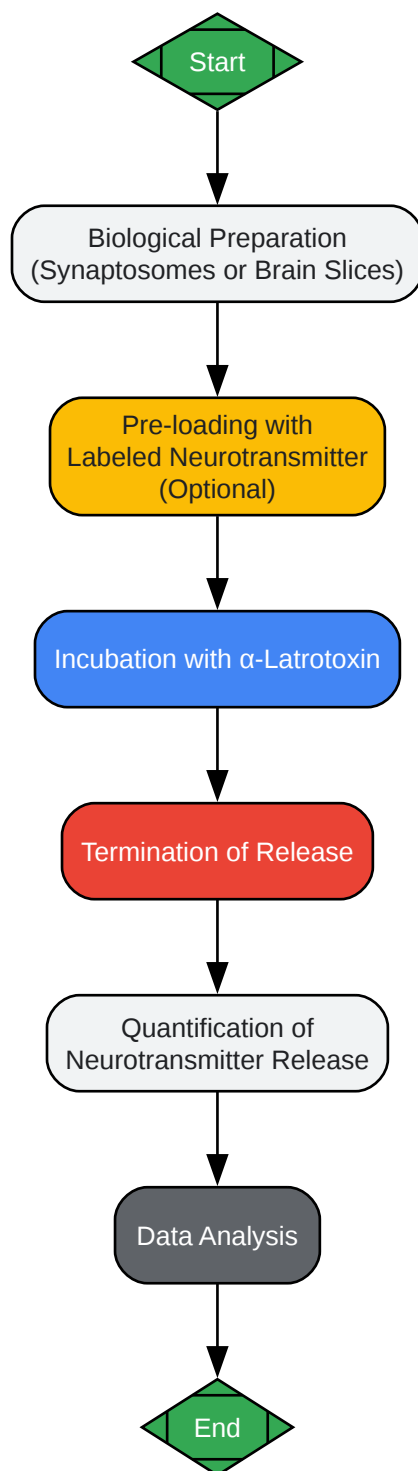 Start
Biological Preparation
(Synaptosomes or Brain Slices)
Pre-loading with
Labeled Neurotransmitter
(Optional)
Incubation with α-Latrotoxin
Termination of Release
Quantification of
Neurotransmitter Release
Data Analysis
End